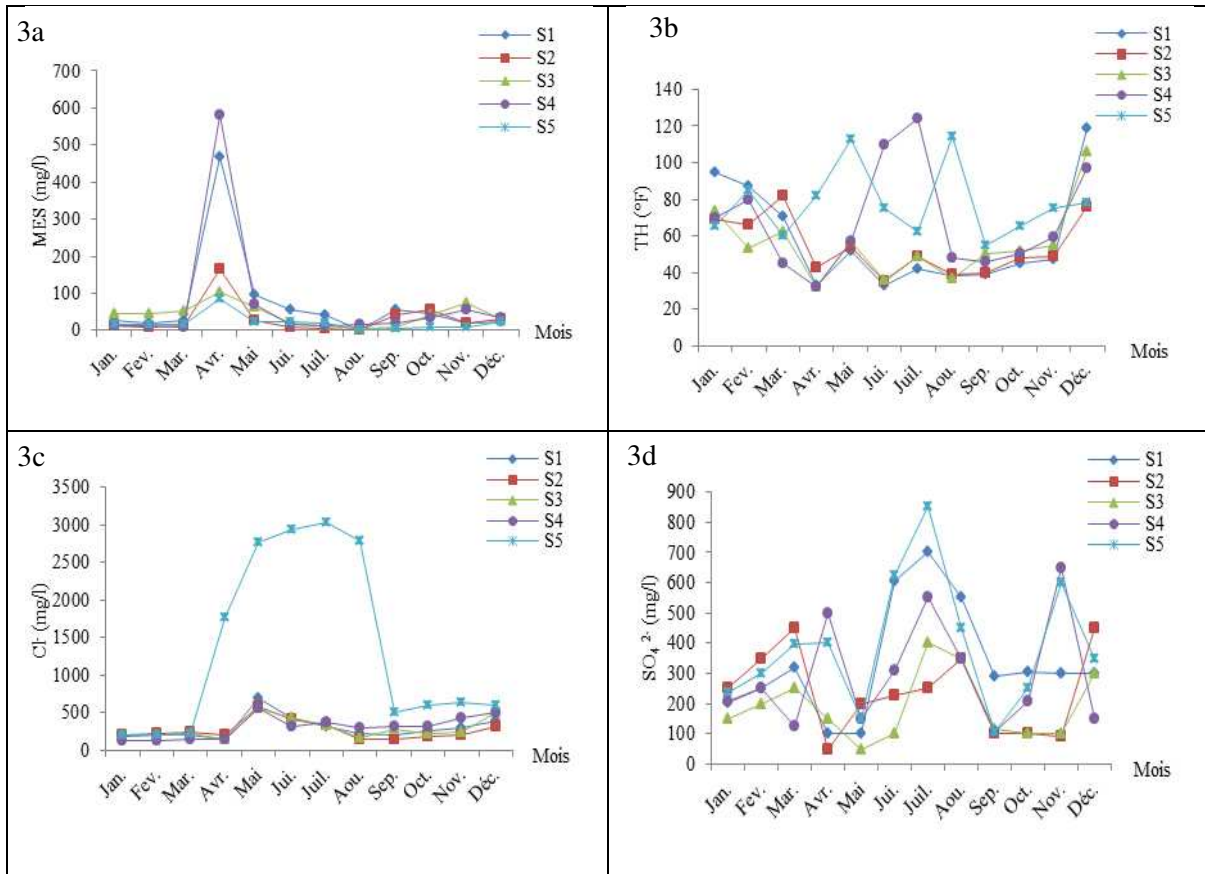 3a
S1
S2
S3
S4
S5
700
600
500
400
300
200
100
0
MES (mg/l)
Mois
Jan.
Fev.
Mar.
Avr.
Mai
Jui.
Juil.
Aou.
Sep.
Oct.
Nov.
Déc.
3b
S1
S2
S3
S4
S5
140
120
100
80
60
40
20
0
TH (°F)
Mois
Jan.
Fev.
Mar.
Avr.
Mai
Jui.
Juil.
Aou.
Sep.
Oct.
Nov.
Déc.
3c
S1
S2
S3
S4
S5
3500
3000
2500
2000
1500
1000
500
0
Cl- (mg/l)
Mois
Jan.
Fev.
Mar.
Avr.
Mai
Jui.
Juil.
Aou.
Sep.
Oct.
Nov.
Déc.
3d
S1
S2
S3
S4
S5
900
800
700
600
500
400
300
200
100
0
SO₄ ²⁻ (mg/l)
Mois
Jan.
Fev.
Mar.
Avr.
Mai
Jui.
Juil.
Aou.
Sep.
Oct.
Nov.
Déc.